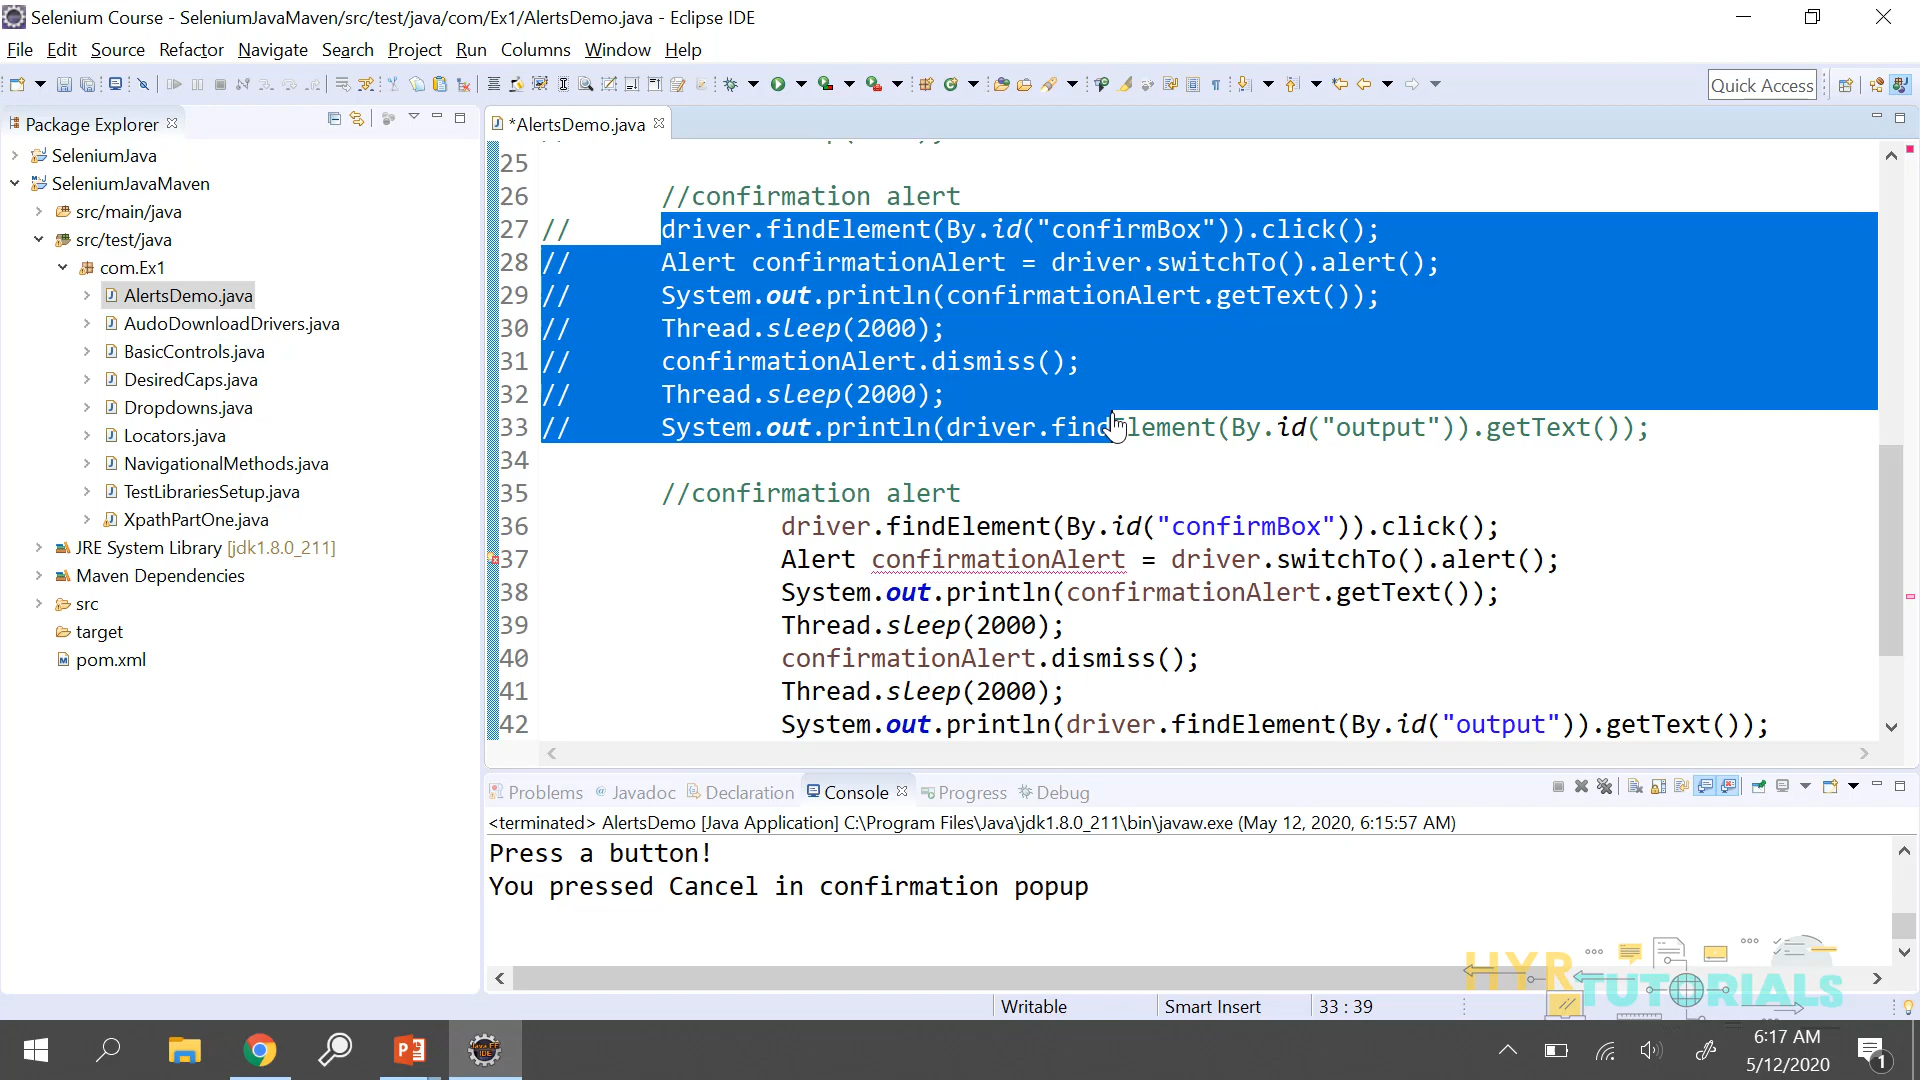 Selenium Course - SeleniumJavaMaven/src/test/java/com/Ex1/AlertsDemo.java - Eclipse IDE
File Edit Source Refactor Navigate Search Project Run Columns Window Help
Quick Access
Package Explorer
*AlertsDemo.java
SeleniumJava
SeleniumJavaMaven
src/main/java
src/test/java
com.Ex1
AlertsDemo.java
AudoDownloadDrivers.java
BasicControls.java
DesiredCaps.java
Dropdowns.java
Locators.java
NavigationalMethods.java
TestLibrariesSetup.java
XpathPartOne.java
JRE System Library [jdk1.8.0_211]
Maven Dependencies
src
target
pom.xml
25
26 //confirmation alert
27 // driver.findElement(By.id("confirmBox")).click();
28 // Alert confirmationAlert = driver.switchTo().alert();
29 // System.out.println(confirmationAlert.getText());
30 // Thread.sleep(2000);
31 // confirmationAlert.dismiss();
32 // Thread.sleep(2000);
33 // System.out.println(driver.findElement(By.id("output")).getText());
34
35 //confirmation alert
36 driver.findElement(By.id("confirmBox")).click();
37 Alert confirmationAlert = driver.switchTo().alert();
38 System.out.println(confirmationAlert.getText());
39 Thread.sleep(2000);
40 confirmationAlert.dismiss();
41 Thread.sleep(2000);
42 System.out.println(driver.findElement(By.id("output")).getText());
Problems Javadoc Declaration Console Progress Debug
<terminated> AlertsDemo [Java Application] C:\Program Files\Java\jdk1.8.0_211\bin\javaw.exe (May 12, 2020, 6:15:57 AM)
Press a button!
You pressed Cancel in confirmation popup
HYR TUTORIALS
Writable Smart Insert 33 : 39
6:17 AM
5/12/2020
1